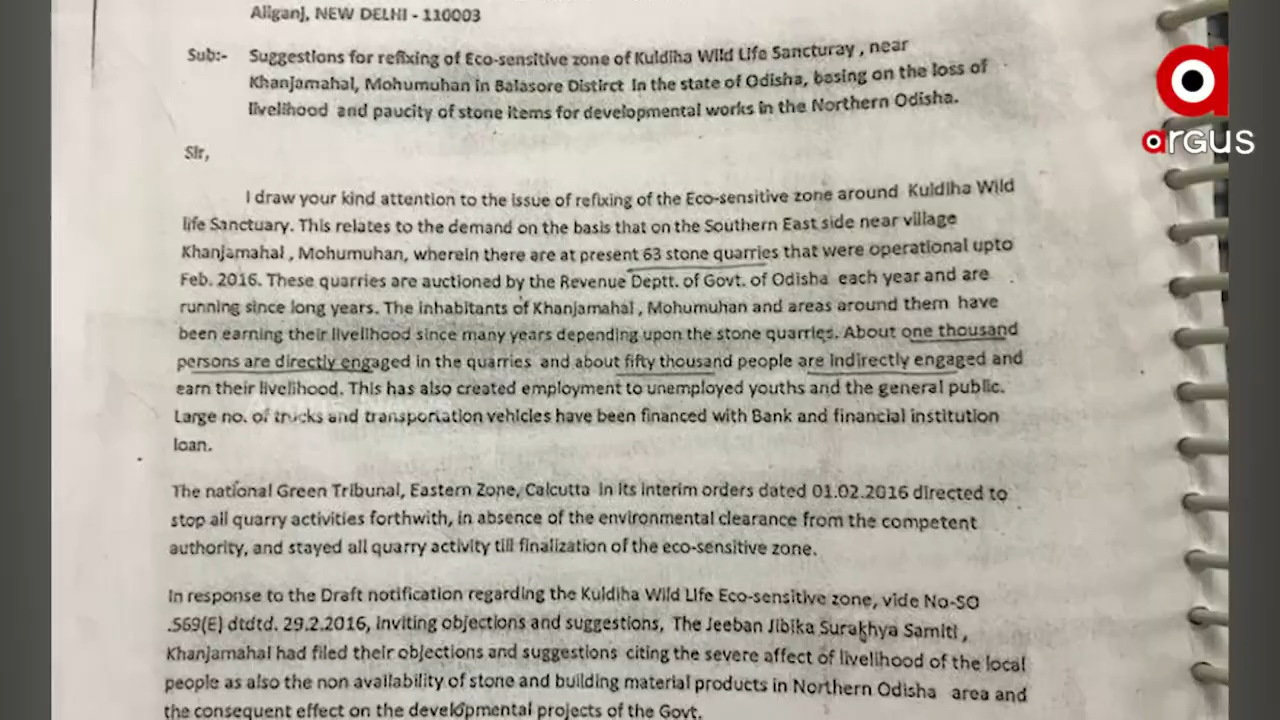 Aliganj, NEW DELHI - 110003
Sub:- Suggestions for refixing of Eco-sensitive zone of Kuldiha Wild Life Sancturay , near
Khanjamahal, Mohumuhan in Balasore Distirct in the state of Odisha, basing on the loss of
livelihood and paucity of stone items for developmental works in the Northern Odisha.
Sir,
I draw your kind attention to the issue of refixing of the Eco-sensitive zone around Kuldiha Wild
life Sanctuary. This relates to the demand on the basis that on the Southern East side near village
Khanjamahal , Mohumuhan, wherein there are at present 63 stone quarries that were operational upto
Feb. 2016. These quarries are auctioned by the Revenue Deptt. of Govt. of Odisha each year and are
running since long years. The inhabitants of Khanjamahal , Mohumuhan and areas around them have
been earning their livelihood since many years depending upon the stone quarries. About one thousand
persons are directly engaged in the quarries and about fifty thousand people are indirectly engaged and
earn their livelihood. This has also created employment to unemployed youths and the general public.
Large no. of trucks and transportation vehicles have been financed with Bank and financial institution
loan.
The national Green Tribunal, Eastern Zone, Calcutta in its interim orders dated 01.02.2016 directed to
stop all quarry activities forthwith, in absence of the environmental clearance from the competent
authority, and stayed all quarry activity till finalization of the eco-sensitive zone.
In response to the Draft notification regarding the Kuldiha Wild Life Eco-sensitive zone, vide No-SO
.569(E) dtdtd. 29.2.2016, inviting objections and suggestions, The Jeeban Jibika Surakhya Samiti ,
Khanjamahal had filed their objections and suggestions citing the severe affect of livelihood of the local
people as also the non availability of stone and building material products in Northern Odisha area and
the consequent effect on the developmental projects of the Govt.
argus